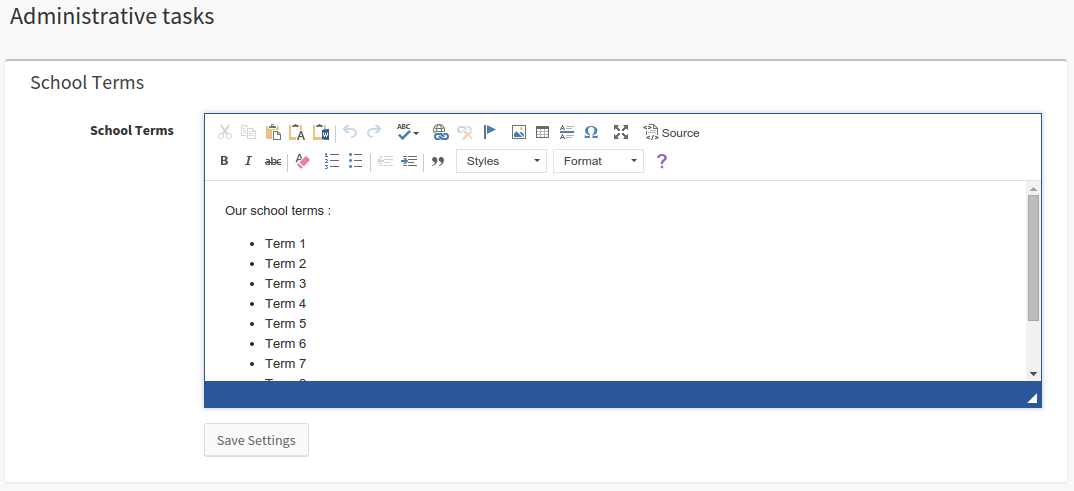 Administrative tasks
School Terms
School Terms
ABC
Source
B I abc Styles Format ?
Our school terms :
• Term 1
• Term 2
• Term 3
• Term 4
• Term 5
• Term 6
• Term 7
Save Settings